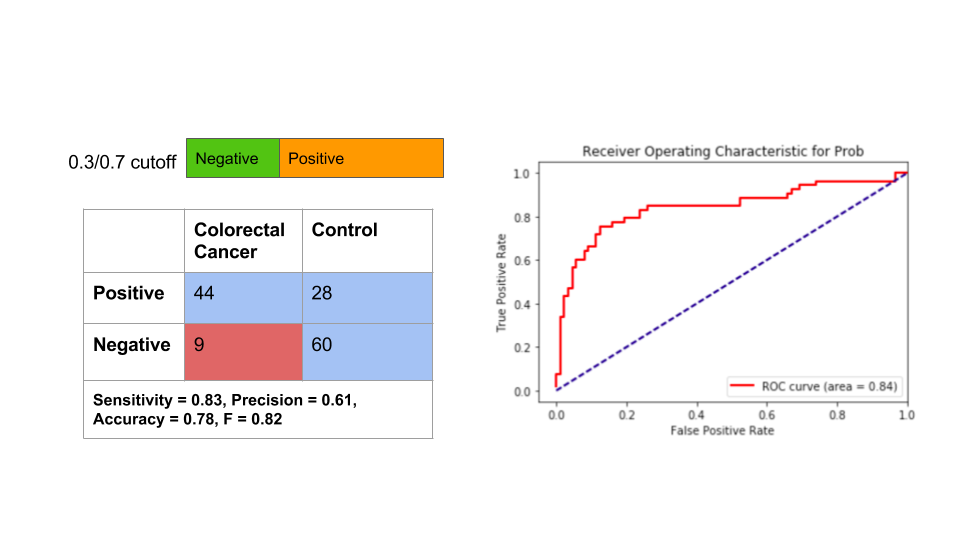 0.3/0.7 cutoff
Negative
Positive
Colorectal
Cancer
Control
Positive
44
28
Negative
9
60
Sensitivity = 0.83, Precision = 0.61,
Accuracy = 0.78, F = 0.82
Receiver Operating Characteristic for Prob
True Positive Rate
1.0
0.8
0.6
0.4
0.2
0.0
ROC curve (area = 0.84)
0.0
0.2
0.4
0.6
0.8
1.0
False Positive Rate